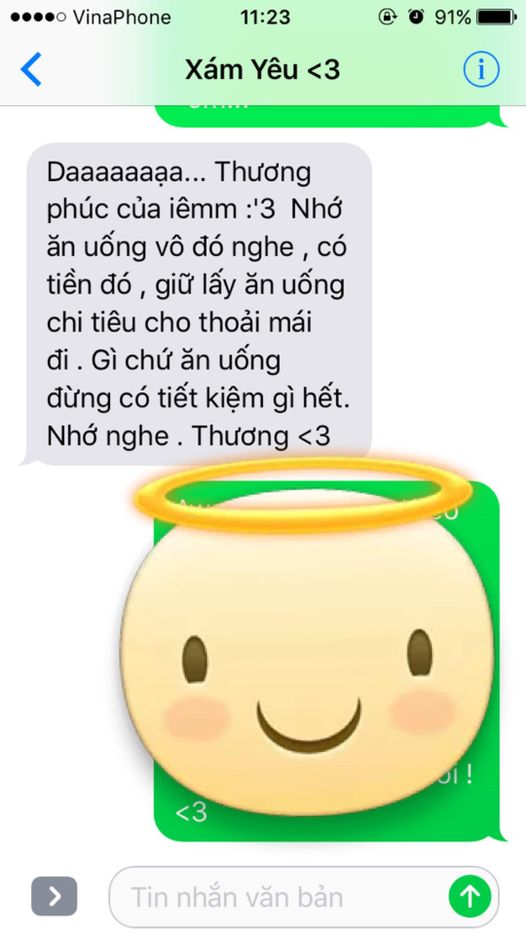 VinaPhone
11:23
91%
Xám Yêu <3
Daaaaaaạa... Thương
phúc của iêmm :'3 Nhớ
ăn uống vô đó nghe , có
tiền đó , giữ lấy ăn uống
chi tiêu cho thoải mái
đi . Gì chứ ăn uống
đừng có tiết kiệm gì hết.
Nhớ nghe . Thương <3
!
<3
Tin nhắn văn bản